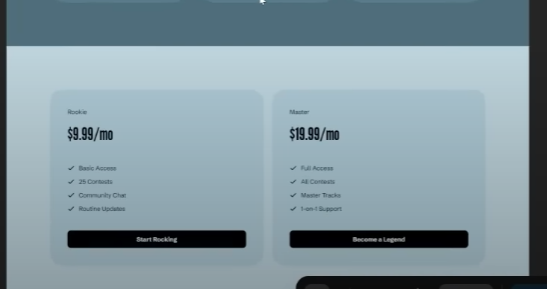 Rookie
$9.99/mo
Basic Access
25 Contests
Community Chat
Routine Updates
Start Rocking
Master
$19.99/mo
Full Access
All Contests
Master Tracks
1-on-1 Support
Become a Legend